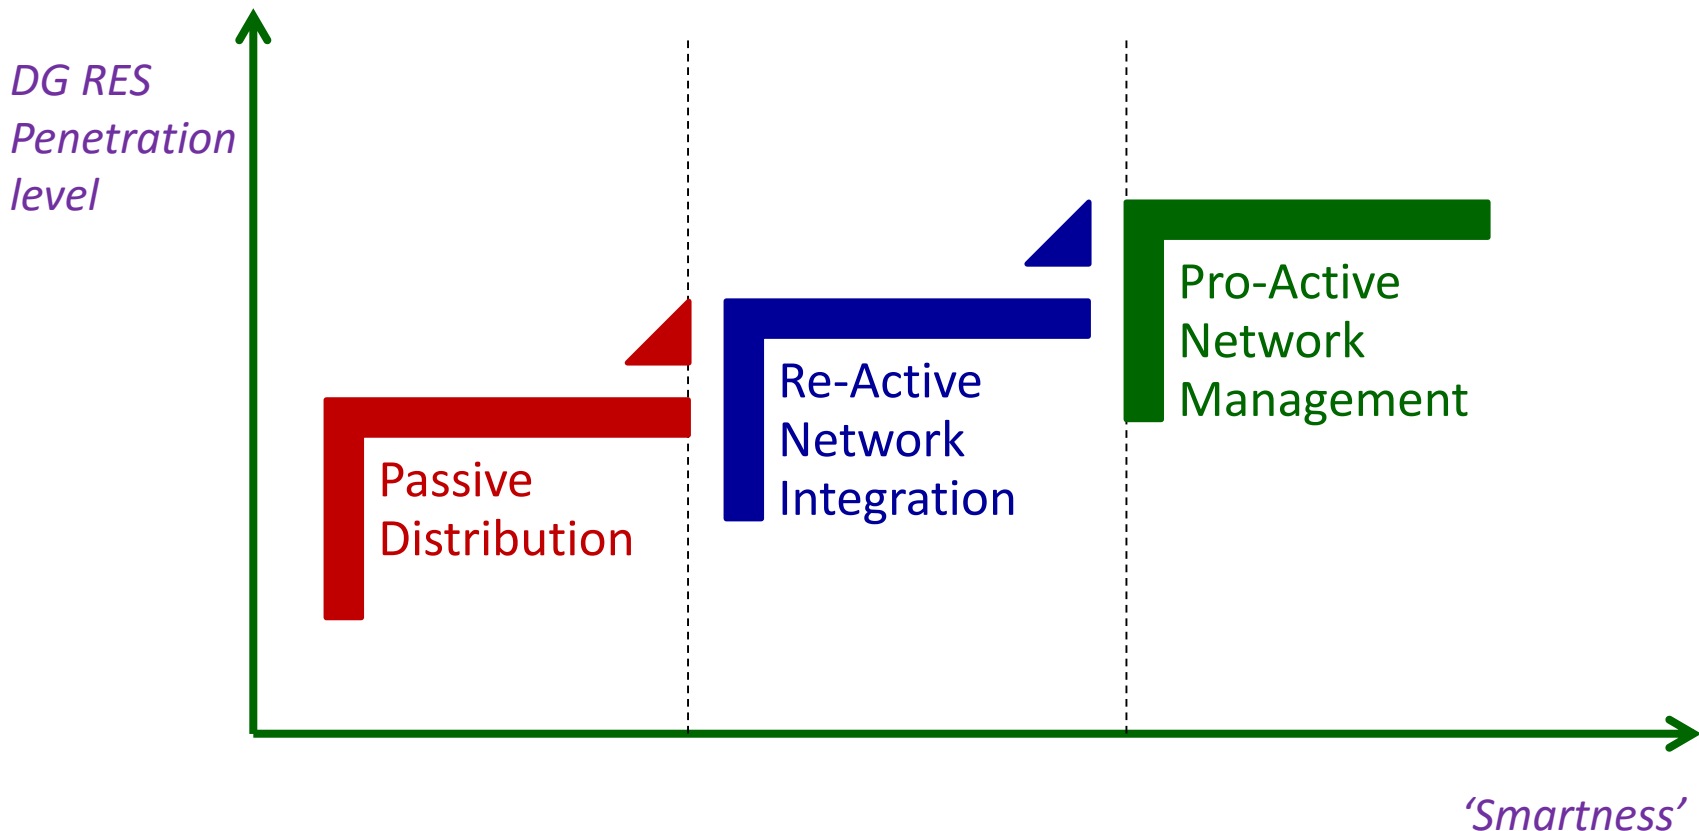 DG RES
Penetration
level
Passive
Distribution
Re-Active
Network
Integration
Pro-Active
Network
Management
‘Smartness’